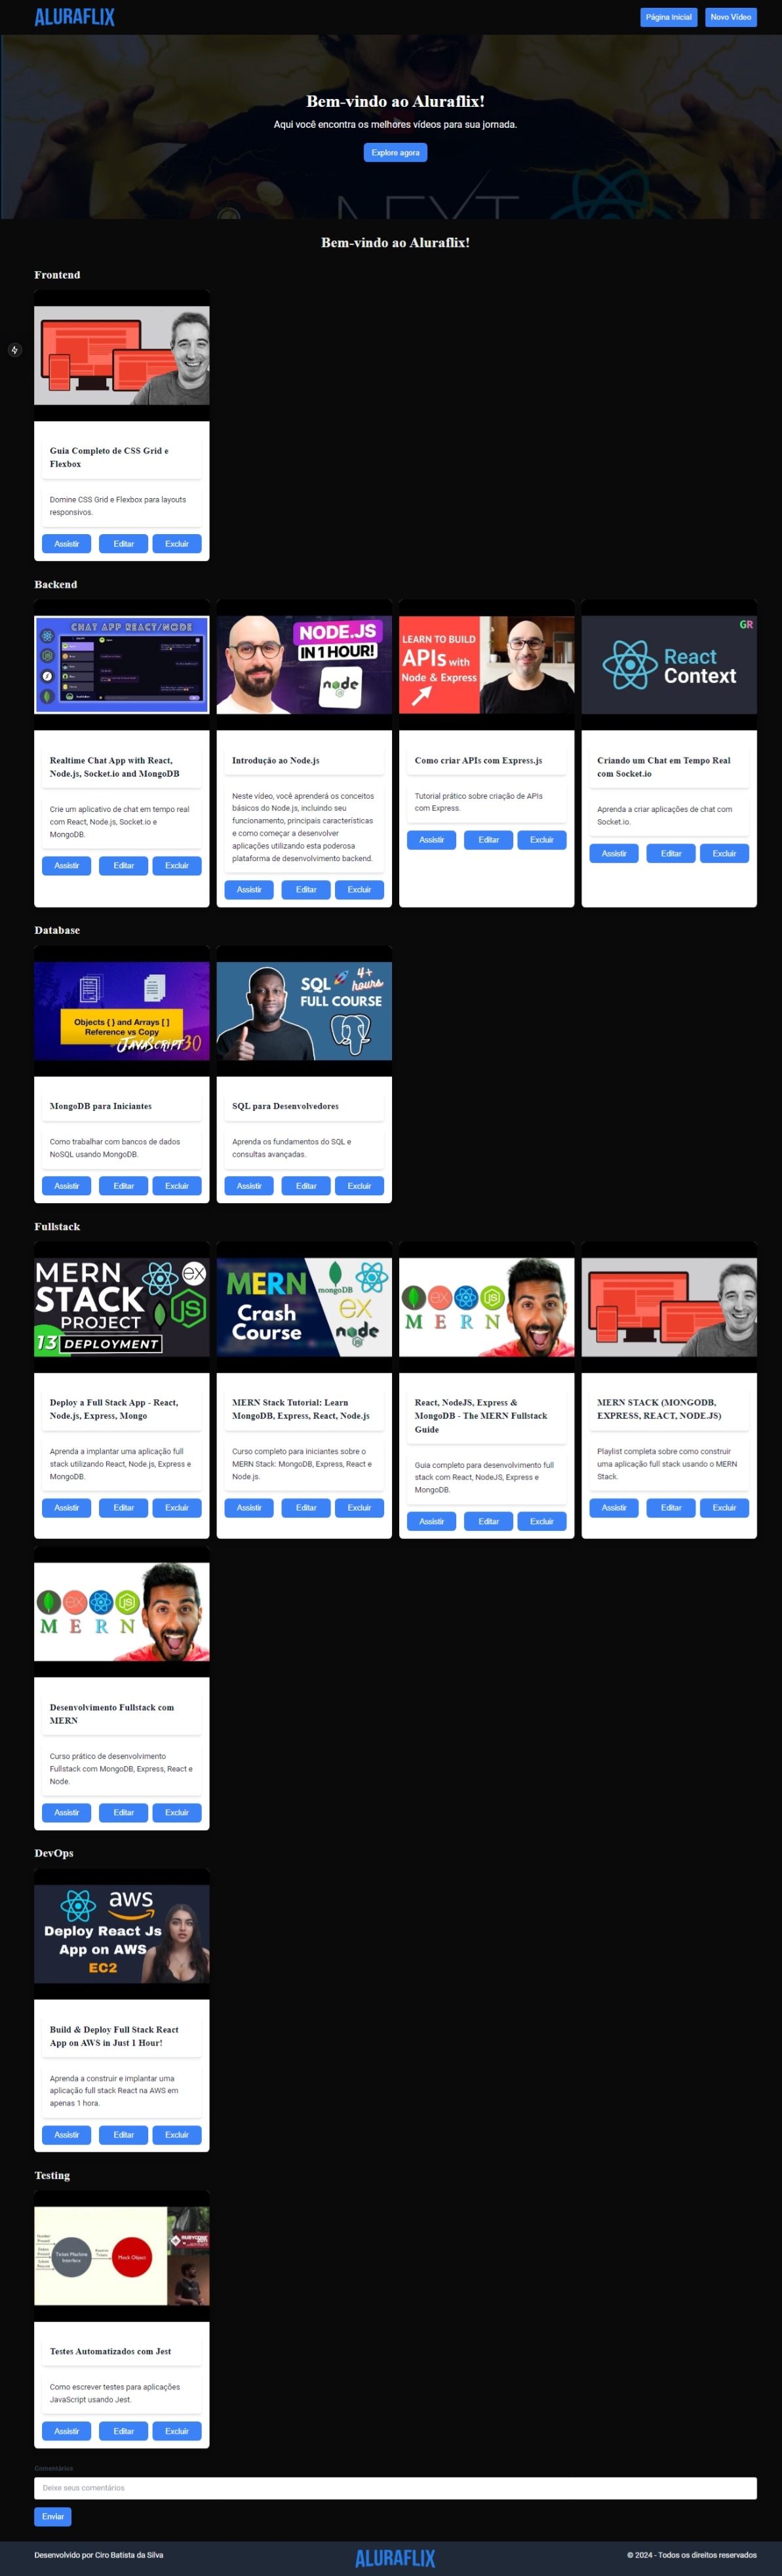 ALURAFLIX
Página Inicial
Novo Vídeo
Bem-vindo ao Aluraflix!
Aqui você encontra os melhores vídeos para sua jornada.
Explore agora
NEXT
Bem-vindo ao Aluraflix!
Frontend
Guia Completo de CSS Grid e
Flexbox
Domine CSS Grid e Flexbox para layouts
responsivos.
Assistir
Editar
Excluir
Backend
CHAT APP REACT/NODE
Realtime Chat App with React,
Node.js, Socket.io and MongoDB
Crie um aplicativo de chat em tempo real
com React, Node.js, Socket.io e
MongoDB.
Assistir
Editar
Excluir
NODE.JS
IN 1 HOUR!
node
Introdução ao Node.js
Neste vídeo, você aprenderá os conceitos
básicos do Node.js, incluindo seu
funcionamento, principais características
e como começar a desenvolver
aplicações utilizando esta poderosa
plataforma de desenvolvimento backend.
Assistir
Editar
Excluir
LEARN TO BUILD
APIs with
Node & Express
Como criar APIs com Express.js
Tutorial prático sobre criação de APIs
com Express.
Assistir
Editar
Excluir
GR
React
Context
Criando um Chat em Tempo Real
com Socket.io
Aprenda a criar aplicações de chat com
Socket.io.
Assistir
Editar
Excluir
Database
Objects { } and Arrays [ ]
Reference vs Copy
JAVASCRIPT30
MongoDB para Iniciantes
Como trabalhar com bancos de dados
NoSQL usando MongoDB.
Assistir
Editar
Excluir
SQL
4+
hours
FULL COURSE
SQL para Desenvolvedores
Aprenda os fundamentos do SQL e
consultas avançadas.
Assistir
Editar
Excluir
Fullstack
MERN
STACK
PROJECT
13 DEPLOYMENT
ex
JS
Deploy a Full Stack App - React,
Node.js, Express, Mongo
Aprenda a implantar uma aplicação full
stack utilizando React, Node.js, Express e
MongoDB.
Assistir
Editar
Excluir
MERN
Crash
Course
mongoDB
ex
node
MERN Stack Tutorial: Learn
MongoDB, Express, React, Node.js
Curso completo para iniciantes sobre o
MERN Stack: MongoDB, Express, React e
Node.js.
Assistir
Editar
Excluir
ex
JS
M E R N
React, NodeJS, Express &
MongoDB - The MERN Fullstack
Guide
Guia completo para desenvolvimento full
stack com React, NodeJS, Express e
MongoDB.
Assistir
Editar
Excluir
MERN STACK (MONGODB,
EXPRESS, REACT, NODE.JS)
Playlist completa sobre como construir
uma aplicação full stack usando o MERN
Stack.
Assistir
Editar
Excluir
ex
JS
M E R N
Desenvolvimento Fullstack com
MERN
Curso prático de desenvolvimento
Fullstack com MongoDB, Express, React e
Node.
Assistir
Editar
Excluir
DevOps
aws
Deploy React Js
App on AWS
EC2
Build & Deploy Full Stack React
App on AWS in Just 1 Hour!
Aprenda a construir e implantar uma
aplicação full stack React na AWS em
apenas 1 hora.
Assistir
Editar
Excluir
Testing
Ticket Machine
Interface
Mock Object
Testes Automatizados com Jest
Como escrever testes para aplicações
JavaScript usando Jest.
Assistir
Editar
Excluir
Comentários
Deixe seus comentários
Enviar
Desenvolvido por Ciro Batista da Silva
ALURAFLIX
© 2024 - Todos os direitos reservados